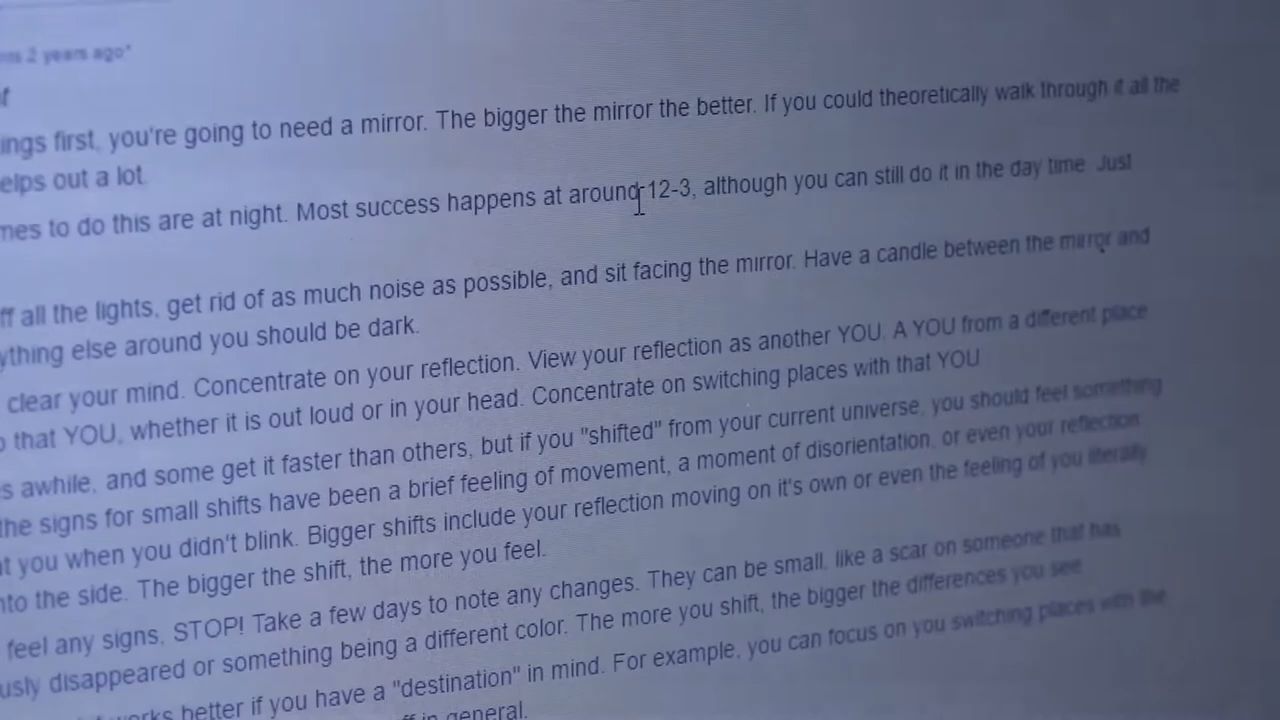 2 years ago*
first, you're going to need a mirror. The bigger the mirror the better. If you could theoretically walk through it all the
out a lot.
to do this are at night. Most success happens at around 12-3, although you can still do it in the day time. Just
all the lights, get rid of as much noise as possible, and sit facing the mirror. Have a candle between the mirror and
else around you should be dark.
clear your mind. Concentrate on your reflection. View your reflection as another YOU. A YOU from a different place
that YOU, whether it is out loud or in your head. Concentrate on switching places with that YOU
awhile, and some get it faster than others, but if you "shifted" from your current universe, you should feel something
the signs for small shifts have been a brief feeling of movement, a moment of disorientation, or even your reflection
you when you didn't blink. Bigger shifts include your reflection moving on it's own or even the feeling of you literally
the side. The bigger the shift, the more you feel.
feel any signs, STOP! Take a few days to note any changes. They can be small, like a scar on someone that has
disappeared or something being a different color. The more you shift, the bigger the differences you see
works better if you have a "destination" in mind. For example, you can focus on you switching places with the
in general.